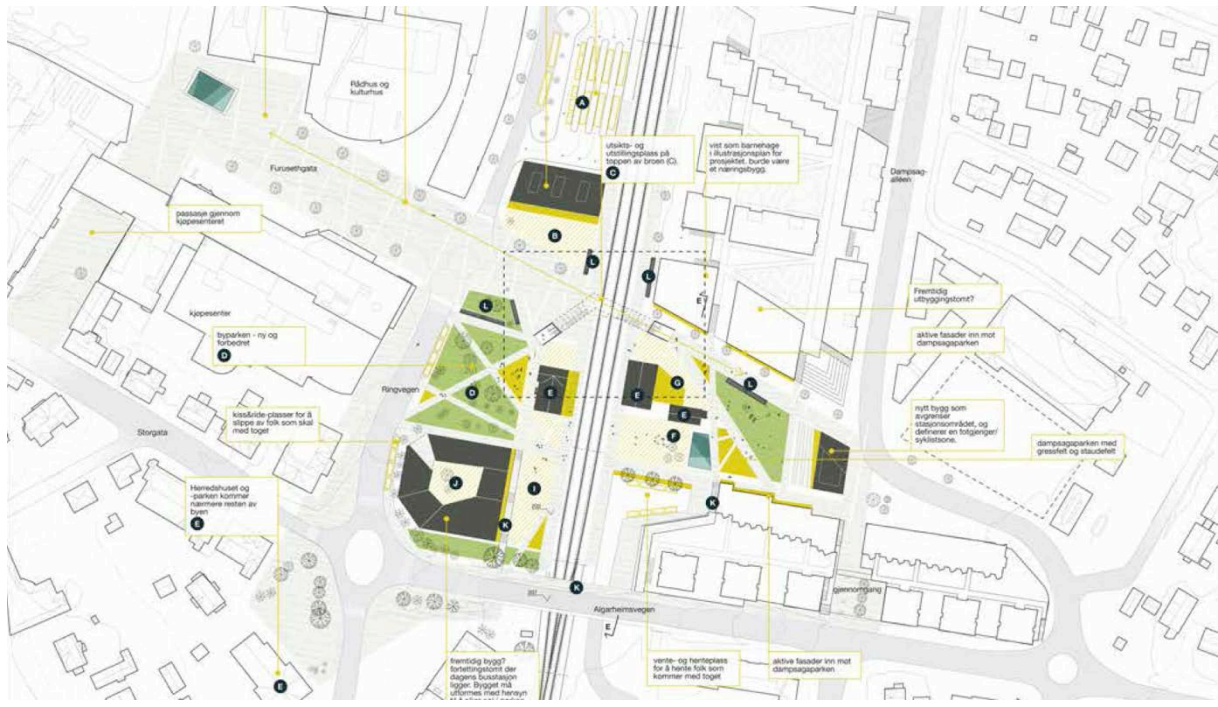 Rådhus og
kulturhus
A
utsikts- og
utstillingsplass på
toppen av broen (C).
C
vist som barnehage
i illustrasjonsplan for
prosjektet. burde være
et næringsbygg.
Dampsag-
alléen
Furusethgata
passasje gjennom
kjøpesenteret
B
L
L
E
Fremtidig
utbyggingstomt?
kjøpesenter
L
byparken - ny og
forbedret
D
aktive fasader inn mot
dampsagaparken
Ringvegen
D
E
E
G
L
E
F
nytt bygg som
avgrenser
stasjonsområdet, og
definerer en fotgjenger/
syklistsone.
kiss&ride-plasser for å
slippe av folk som skal
med toget
Storgata
dampsagaparken med
gressfelt og staudefelt
Herredshuset og
-parken kommer
nærmere resten av
byen
E
J
I
K
K
K
Algarheimsvegen
E
gjennomgang
fremtidig bygg?
fortettingstomt der
dagens busstasjon
ligger. Bygget må
utformes med hensyn
vente- og henteplass
for å hente folk som
kommer med toget
aktive fasader inn mot
dampsagaparken
E